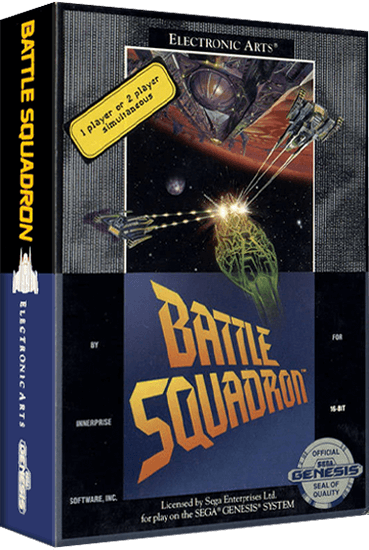 BATTLE SQUADRON
ELECTRONIC ARTS
GENESIS
ELECTRONIC ARTS®
1 player or 2 player
simultaneous
BATTLE
SQUADRON™
BY
FOR
INNERPRISE
16-BIT
SOFTWARE, INC.
Licensed by Sega Enterprises Ltd.
for play on the SEGA® GENESIS™ SYSTEM
OFFICIAL
SEGA
GENESIS
SEAL OF
QUALITY